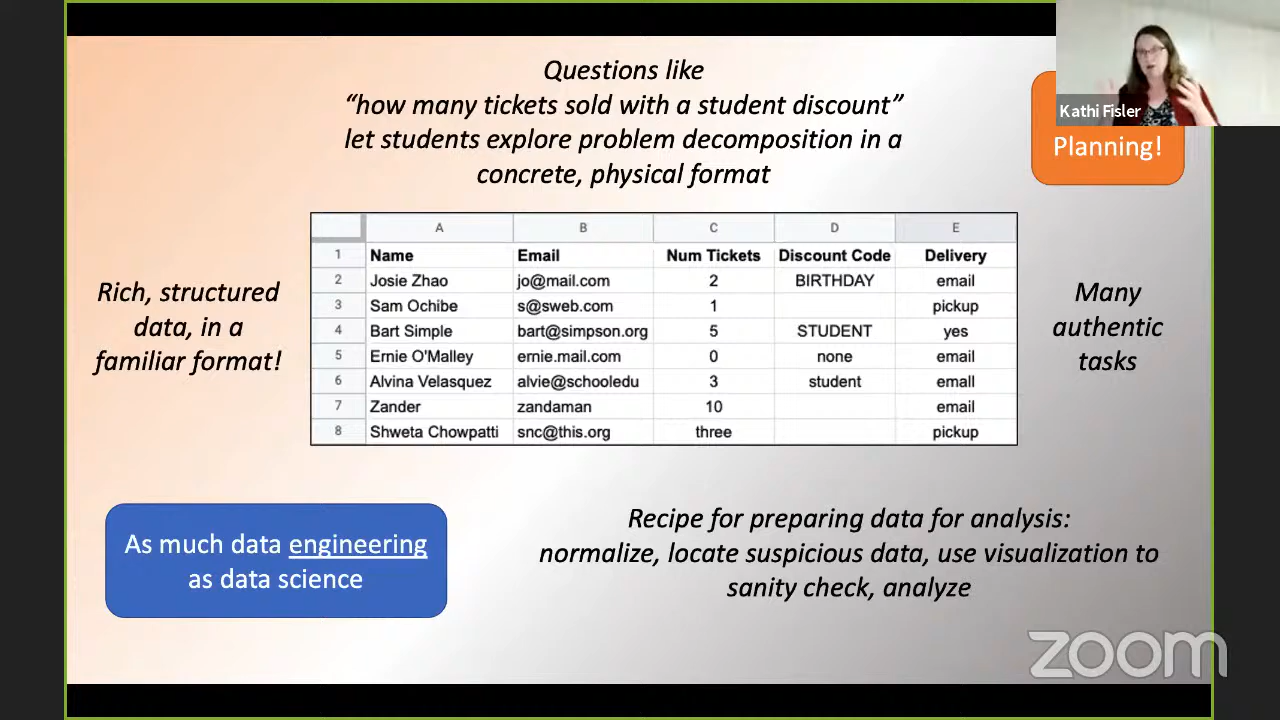 Questions like
“how many tickets sold with a student discount”
let students explore problem decomposition in a
concrete, physical format
Kathi Fisler
Planning!
Rich, structured
data, in a
familiar format!
A B C D E
1 Name Email Num Tickets Discount Code Delivery
2 Josie Zhao jo@mail.com 2 BIRTHDAY email
3 Sam Ochibe s@sweb.com 1 pickup
4 Bart Simple bart@simpson.org 5 STUDENT yes
5 Ernie O'Malley ernie.mail.com 0 none email
6 Alvina Velasquez alvie@schooledu 3 student emall
7 Zander zandaman 10 email
8 Shweta Chowpatti snc@this.org three pickup
Many
authentic
tasks
As much data engineering
as data science
Recipe for preparing data for analysis:
normalize, locate suspicious data, use visualization to
sanity check, analyze
zoom